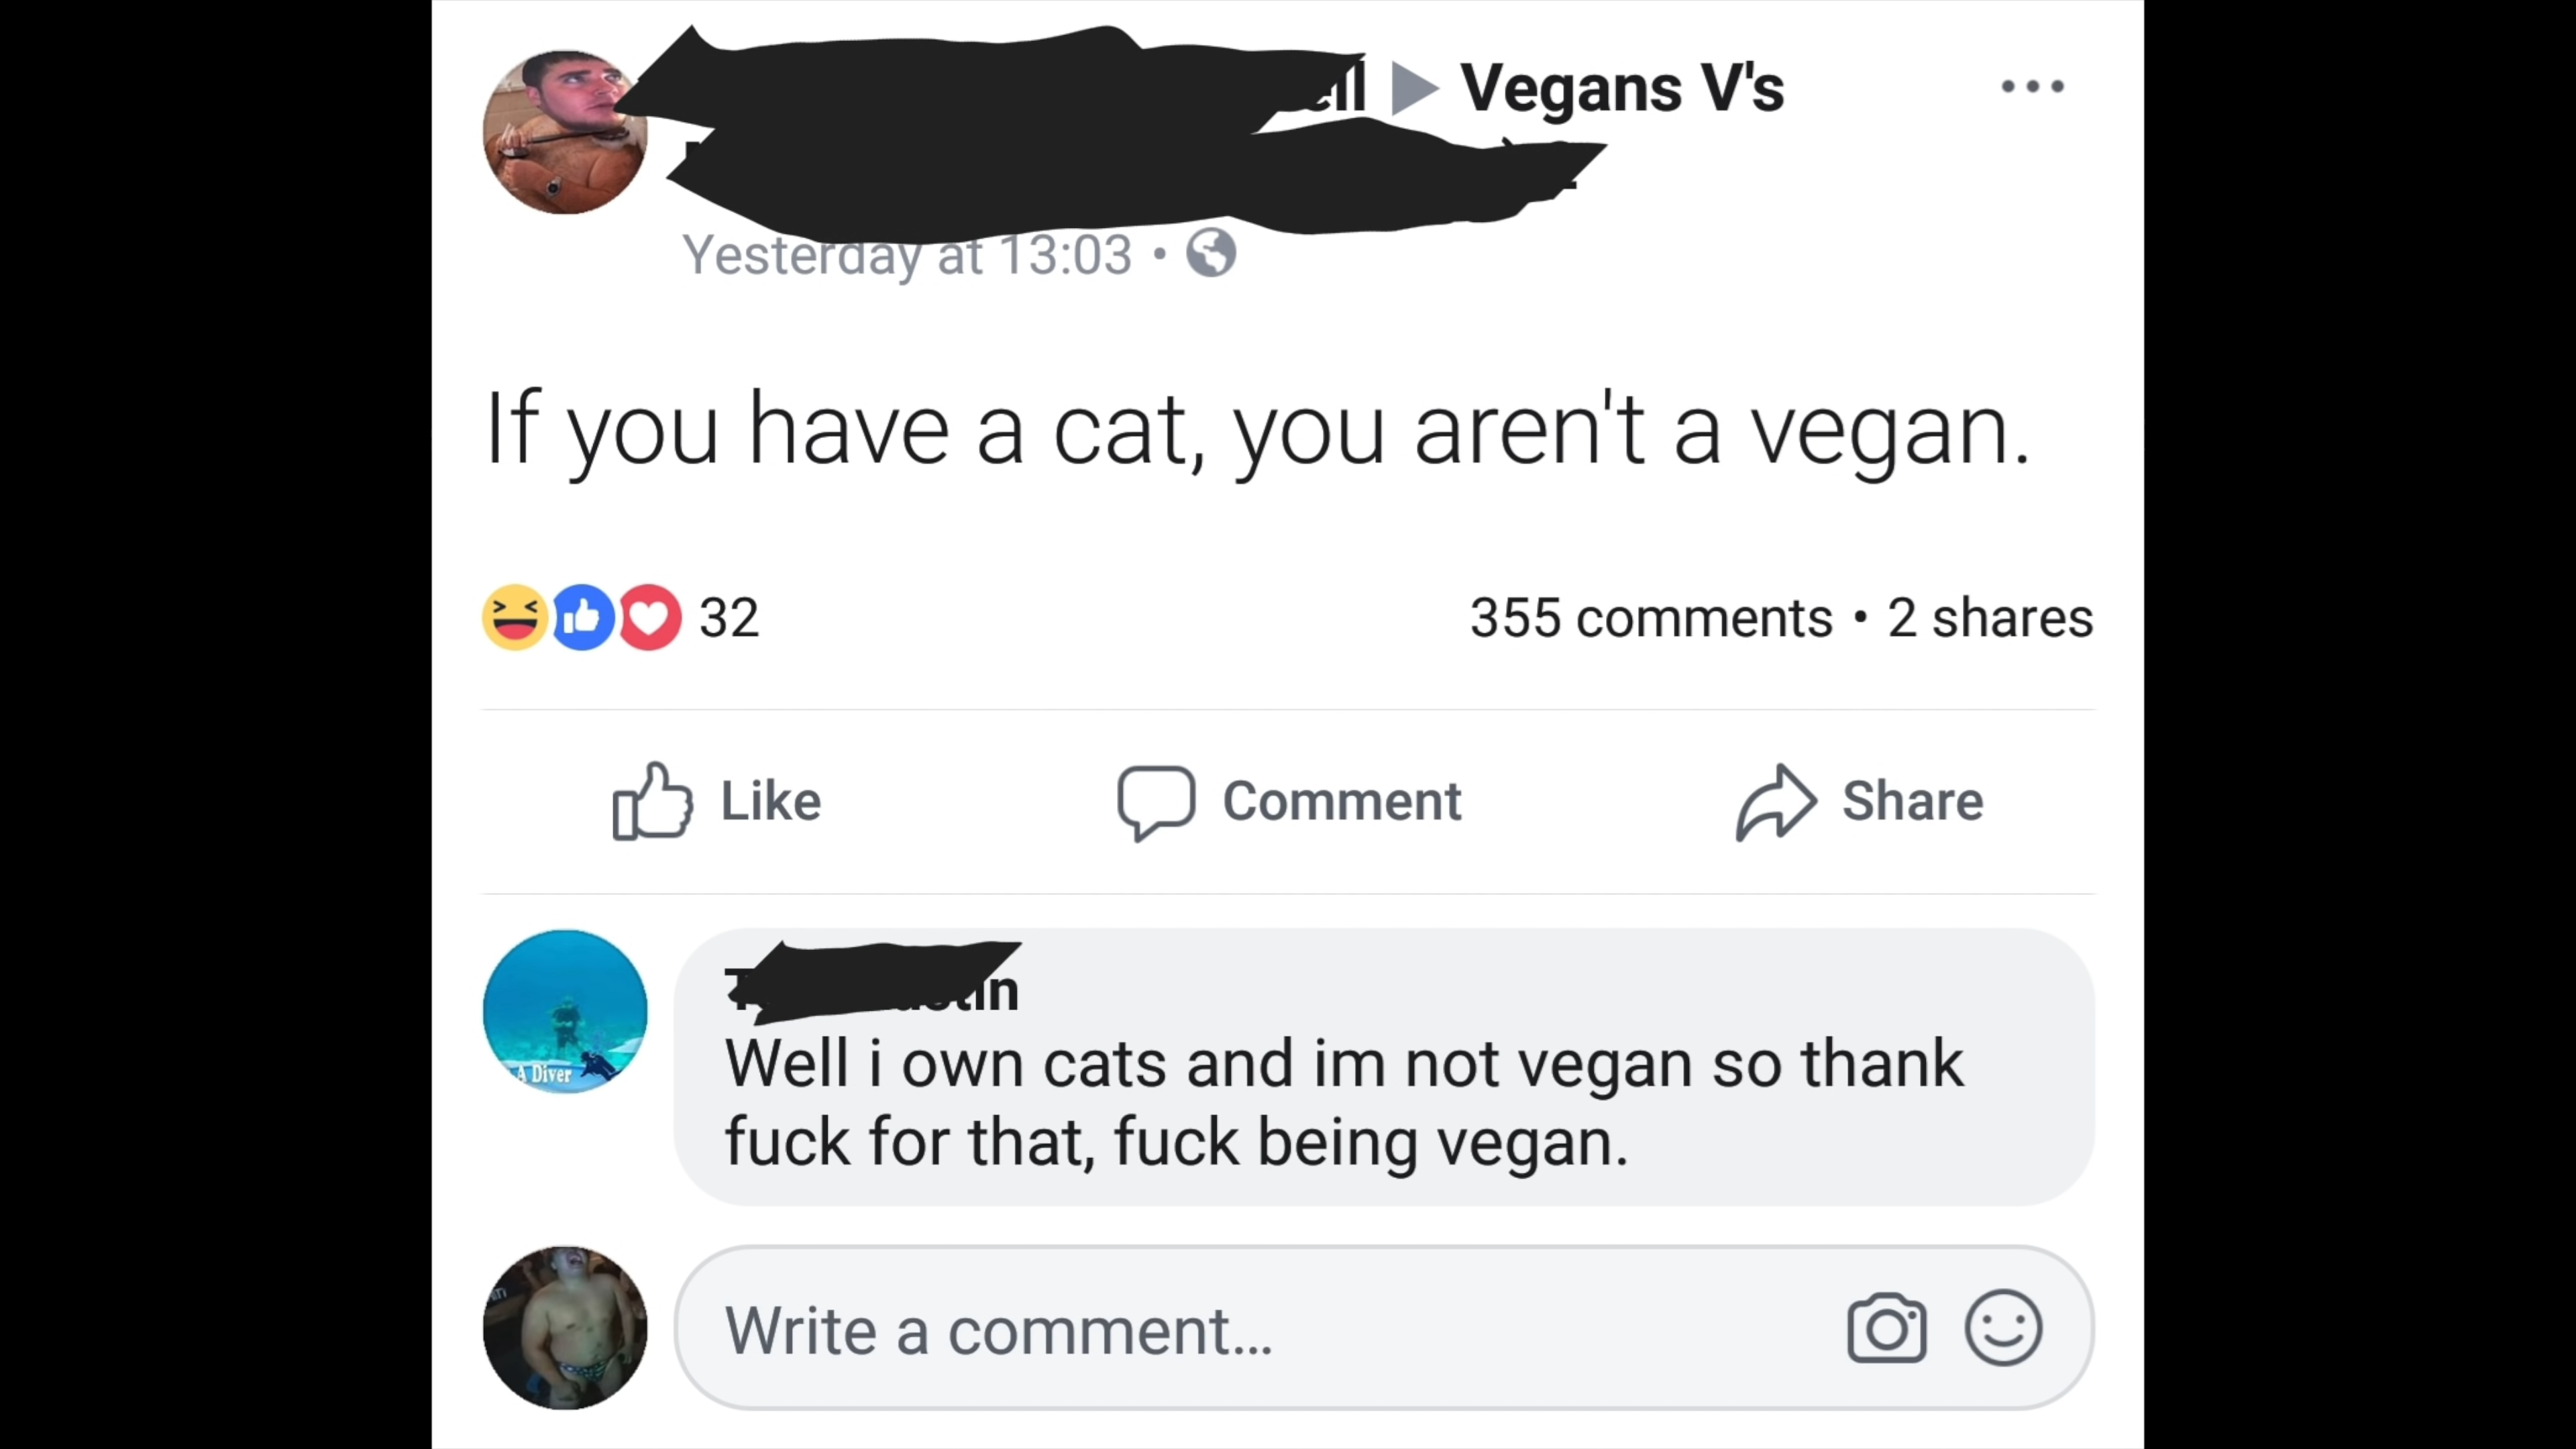 Vegans V's
Yesterday at 13:03
If you have a cat, you aren't a vegan.
32
355 comments • 2 shares
Like
Comment
Share
A Diver
Well i own cats and im not vegan so thank
fuck for that, fuck being vegan.
Write a comment...